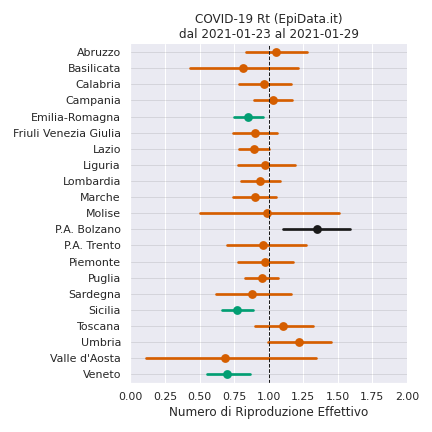 COVID-19 Rt (EpiData.it)
dal 2021-01-23 al 2021-01-29
Abruzzo
Basilicata
Calabria
Campania
Emilia-Romagna
Friuli Venezia Giulia
Lazio
Liguria
Lombardia
Marche
Molise
P.A. Bolzano
P.A. Trento
Piemonte
Puglia
Sardegna
Sicilia
Toscana
Umbria
Valle d'Aosta
Veneto
0.00 0.25 0.50 0.75 1.00 1.25 1.50 1.75 2.00
Numero di Riproduzione Effettivo